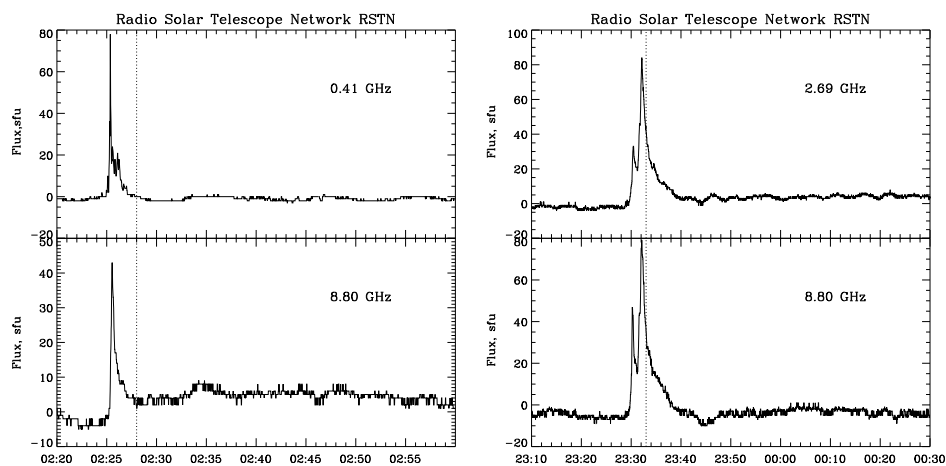 Radio Solar Telescope Network RSTN
80
60
40
20
0
-20
Flux,sfu
0.41 GHz
50
40
30
20
10
0
-10
Flux, sfu
8.80 GHz
02:20 02:25 02:30 02:35 02:40 02:45 02:50 02:55
Radio Solar Telescope Network RSTN
100
80
60
40
20
0
-20
Flux, sfu
2.69 GHz
80
60
40
20
0
-20
Flux, sfu
8.80 GHz
23:10 23:20 23:30 23:40 23:50 00:00 00:10 00:20 00:30